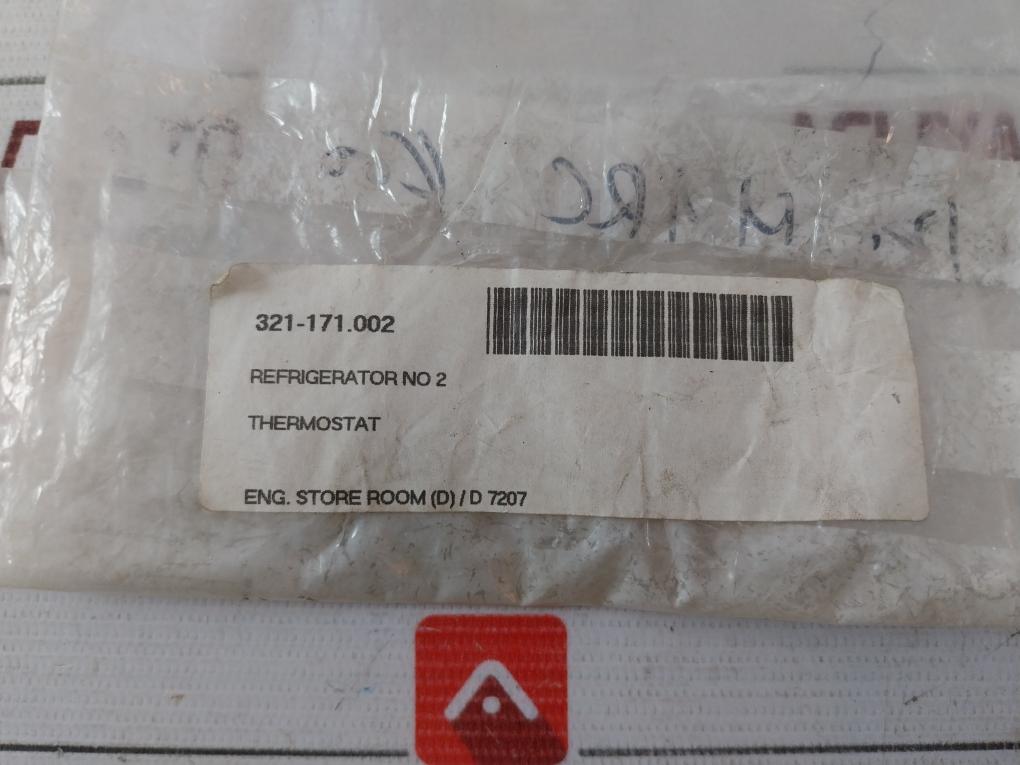 321-171.002
REFRIGERATOR NO 2
THERMOSTAT
ENG. STORE ROOM (D) / D 7207